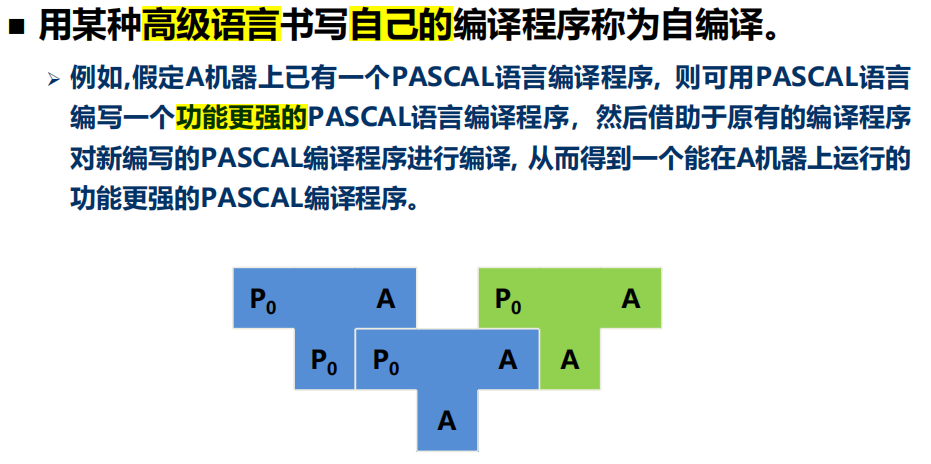 ■ 用某种高级语言书写自己的编译程序称为自编译。
➢ 例如,假定A机器上已有一个PASCAL语言编译程序, 则可用PASCAL语言
编写一个功能更强的PASCAL语言编译程序，然后借助于原有的编译程序
对新编写的PASCAL编译程序进行编译, 从而得到一个能在A机器上运行的
功能更强的PASCAL编译程序。
P₀ A P₀ A
P₀ P₀ A A
A